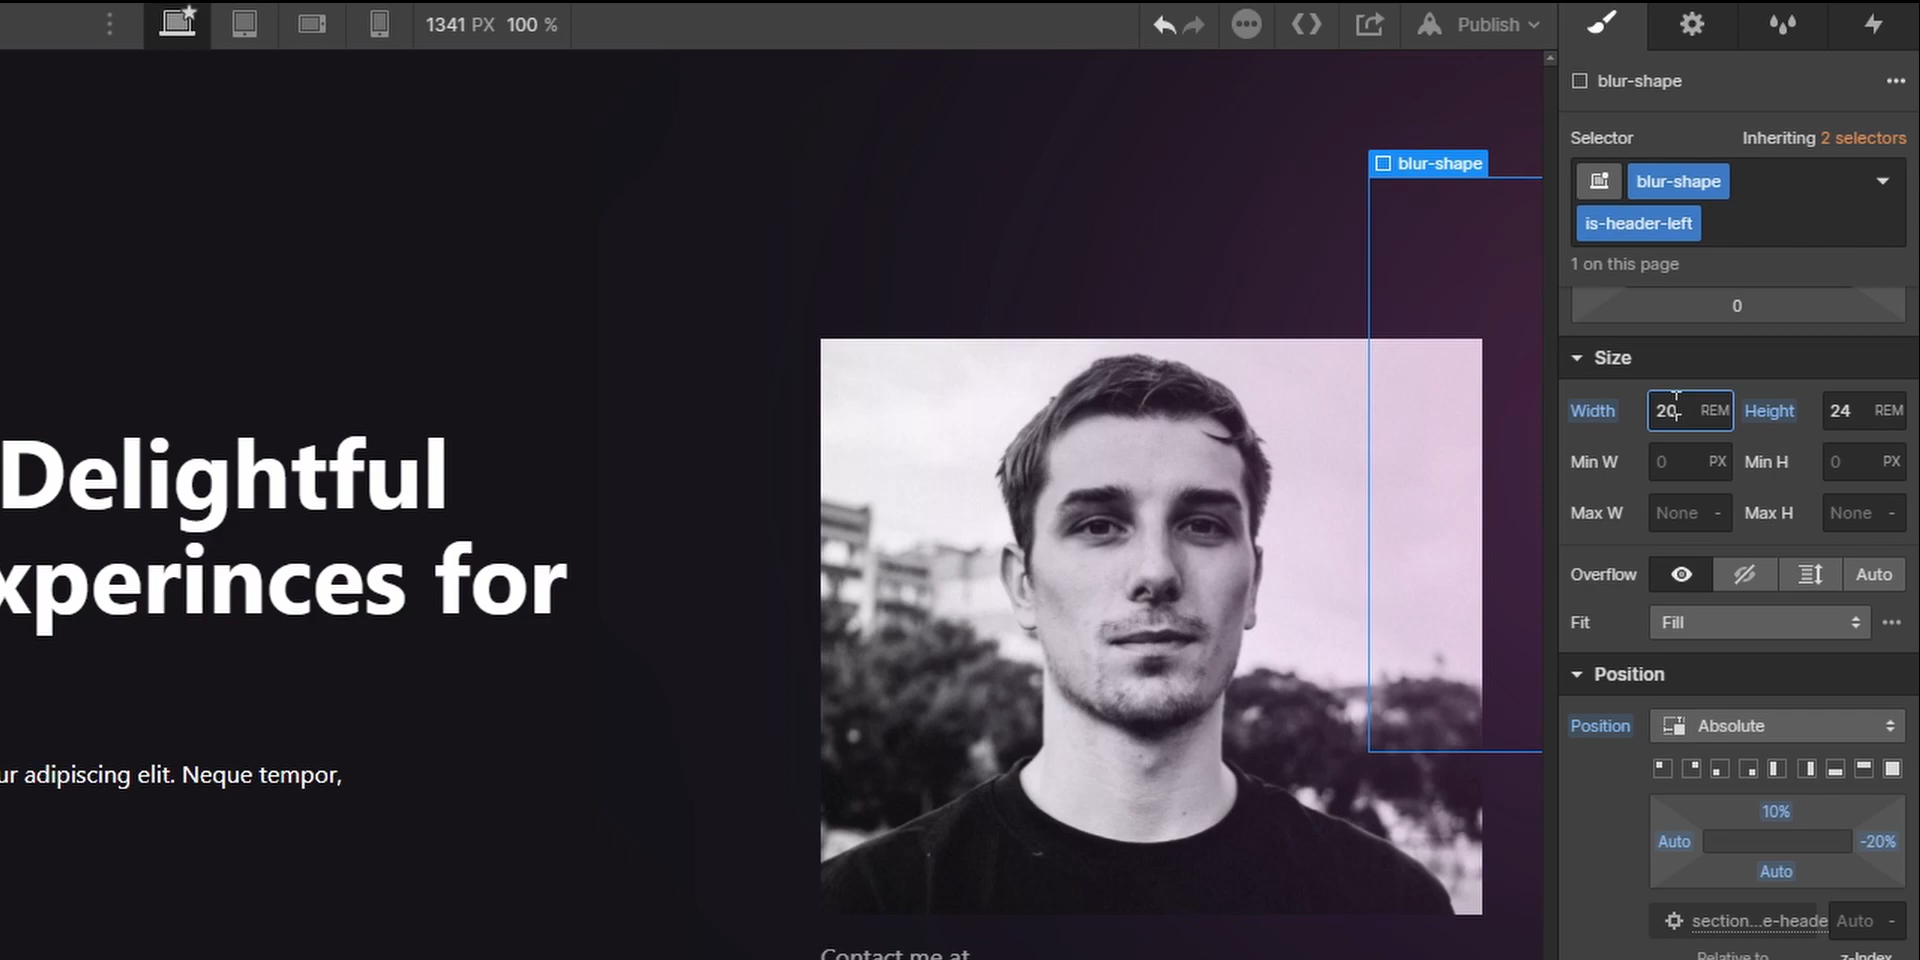 1341 PX 100 %
Publish
blur-shape
Selector
Inheriting 2 selectors
blur-shape
is-header-left
1 on this page
0
Size
Width 20 REM Height 24 REM
Min W 0 PX Min H 0 PX
Max W None - Max H None -
Overflow Auto
Fit Fill
Position
Position Absolute
10%
Auto -20%
Auto
section...e-heade Auto -
Relative to z-Index
blur-shape
Delightful
xperinces for
ur adipiscing elit. Neque tempor,
Contact me at